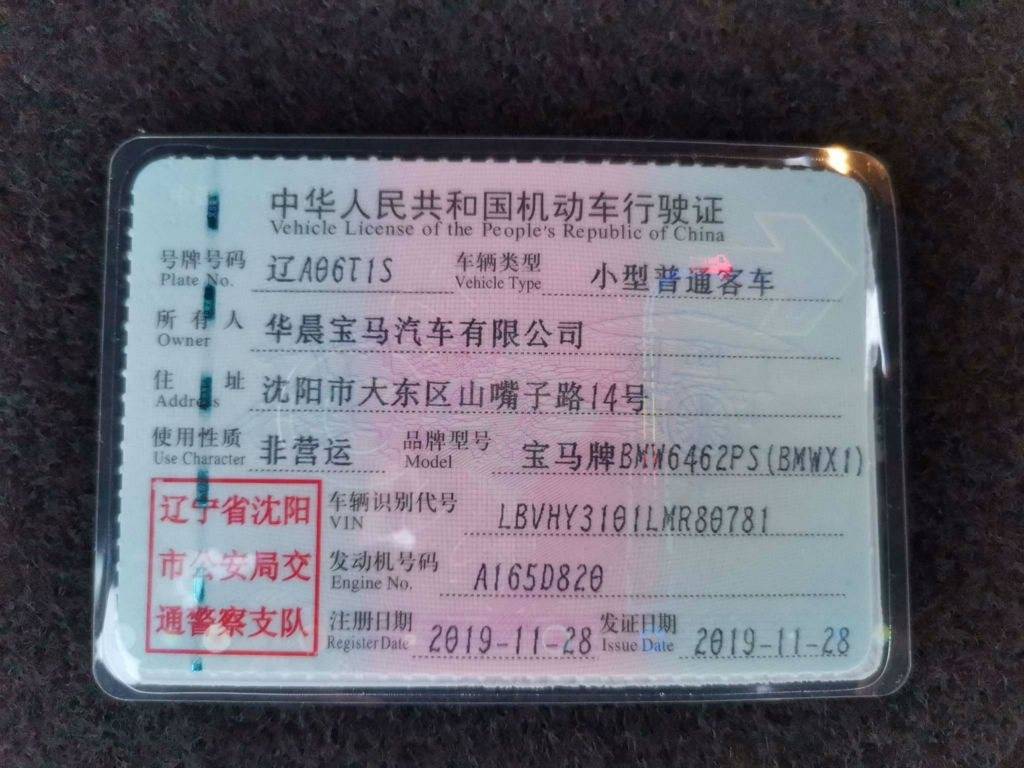 中华人民共和国机动车行驶证
Vehicle License of the People's Republic of China
号牌号码 辽A06T1S 车辆类型 小型普通客车
Plate No. Vehicle Type
所有人 华晨宝马汽车有限公司
Owner
住址 沈阳市大东区山嘴子路14号
Address
使用性质 非营运 品牌型号 宝马牌BMW6462PS(BMWX1)
Use Character Model
辽宁省沈阳
市公安局交
通警察支队
车辆识别代号 LBVHY3101LMR80781
VIN
发动机号码 A165D820
Engine No.
注册日期 2019-11-28 发证日期 2019-11-28
Register Date Issue Date